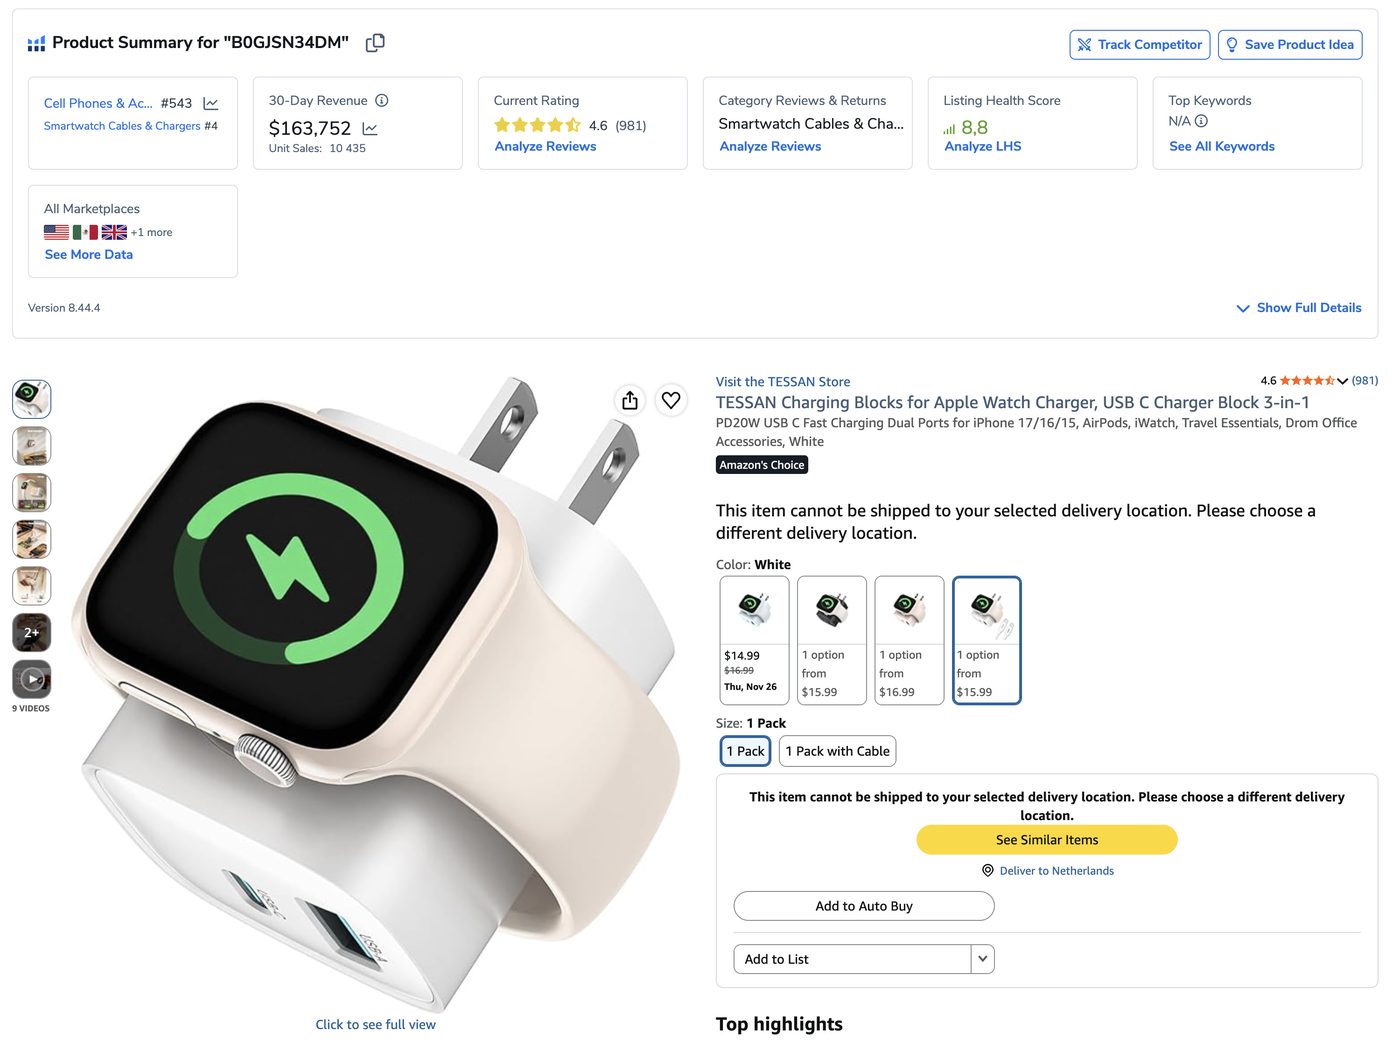 Product Summary for "B0GJSN34DM"
Track Competitor
Save Product Idea
Cell Phones & Ac... #543
Smartwatch Cables & Chargers #4
30-Day Revenue
$163,752
Unit Sales: 10 435
Current Rating
4.6 (981)
Analyze Reviews
Category Reviews & Returns
Smartwatch Cables & Cha...
Analyze Reviews
Listing Health Score
8,8
Analyze LHS
Top Keywords
N/A
See All Keywords
All Marketplaces
+1 more
See More Data
Version 8.44.4
Show Full Details
2+
9 VIDEOS
USB-C
USB-A
Click to see full view
Visit the TESSAN Store
4.6 (981)
TESSAN Charging Blocks for Apple Watch Charger, USB C Charger Block 3-in-1
PD20W USB C Fast Charging Dual Ports for iPhone 17/16/15, AirPods, iWatch, Travel Essentials, Drom Office
Accessories, White
Amazon's Choice
This item cannot be shipped to your selected delivery location. Please choose a
different delivery location.
Color: White
$14.99
$16.99
Thu, Nov 26
1 option
from
$15.99
1 option
from
$16.99
1 option
from
$15.99
Size: 1 Pack
1 Pack
1 Pack with Cable
This item cannot be shipped to your selected delivery location. Please choose a different delivery
location.
See Similar Items
Deliver to Netherlands
Add to Auto Buy
Add to List
Top highlights